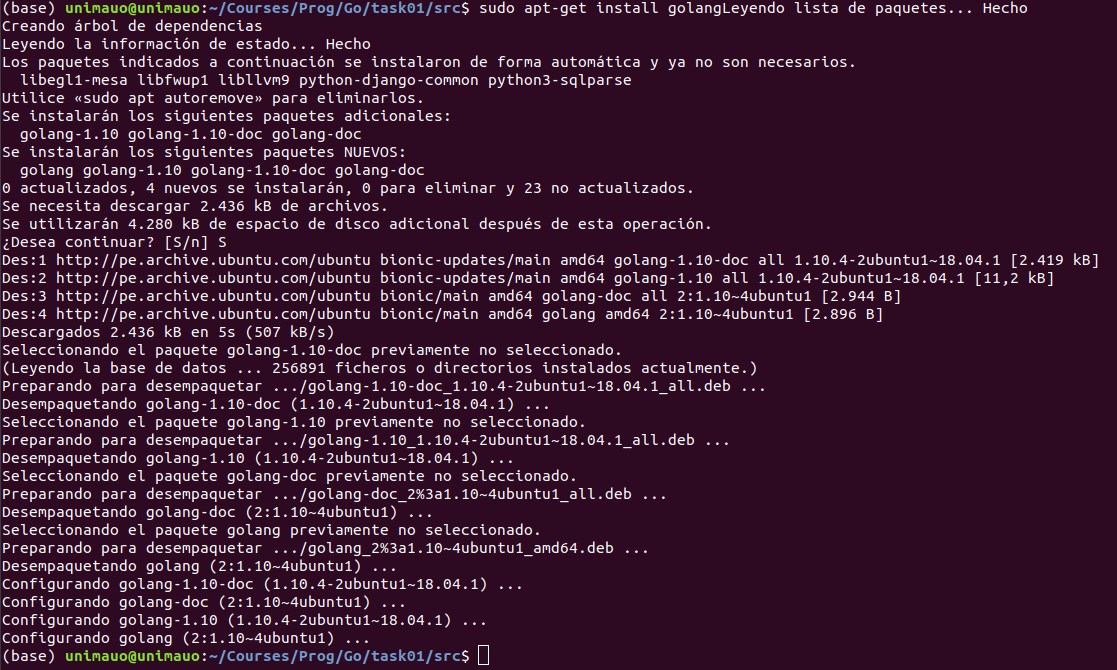 (base) unimauo@unimauo:~/Courses/Prog/Go/task01/src$ sudo apt-get install golangLeyendo lista de paquetes... Hecho
Creando árbol de dependencias
Leyendo la información de estado... Hecho
Los paquetes indicados a continuación se instalaron de forma automática y ya no son necesarios.
  libegl1-mesa libfwup1 libllvm9 python-django-common python3-sqlparse
Utilice «sudo apt autoremove» para eliminarlos.
Se instalarán los siguientes paquetes adicionales:
  golang-1.10 golang-1.10-doc golang-doc
Se instalarán los siguientes paquetes NUEVOS:
  golang golang-1.10 golang-1.10-doc golang-doc
0 actualizados, 4 nuevos se instalarán, 0 para eliminar y 23 no actualizados.
Se necesita descargar 2.436 kB de archivos.
Se utilizarán 4.280 kB de espacio de disco adicional después de esta operación.
¿Desea continuar? [S/n] S
Des:1 http://pe.archive.ubuntu.com/ubuntu bionic-updates/main amd64 golang-1.10-doc all 1.10.4-2ubuntu1~18.04.1 [2.419 kB]
Des:2 http://pe.archive.ubuntu.com/ubuntu bionic-updates/main amd64 golang-1.10 all 1.10.4-2ubuntu1~18.04.1 [11,2 kB]
Des:3 http://pe.archive.ubuntu.com/ubuntu bionic/main amd64 golang-doc all 2:1.10~4ubuntu1 [2.944 B]
Des:4 http://pe.archive.ubuntu.com/ubuntu bionic/main amd64 golang amd64 2:1.10~4ubuntu1 [2.896 B]
Descargados 2.436 kB en 5s (507 kB/s)
Seleccionando el paquete golang-1.10-doc previamente no seleccionado.
(Leyendo la base de datos ... 256891 ficheros o directorios instalados actualmente.)
Preparando para desempaquetar .../golang-1.10-doc_1.10.4-2ubuntu1~18.04.1_all.deb ...
Desempaquetando golang-1.10-doc (1.10.4-2ubuntu1~18.04.1) ...
Seleccionando el paquete golang-1.10 previamente no seleccionado.
Preparando para desempaquetar .../golang-1.10_1.10.4-2ubuntu1~18.04.1_all.deb ...
Desempaquetando golang-1.10 (1.10.4-2ubuntu1~18.04.1) ...
Seleccionando el paquete golang-doc previamente no seleccionado.
Preparando para desempaquetar .../golang-doc_2%3a1.10~4ubuntu1_all.deb ...
Desempaquetando golang-doc (2:1.10~4ubuntu1) ...
Seleccionando el paquete golang previamente no seleccionado.
Preparando para desempaquetar .../golang_2%3a1.10~4ubuntu1_amd64.deb ...
Desempaquetando golang (2:1.10~4ubuntu1) ...
Configurando golang-1.10-doc (1.10.4-2ubuntu1~18.04.1) ...
Configurando golang-doc (2:1.10~4ubuntu1) ...
Configurando golang-1.10 (1.10.4-2ubuntu1~18.04.1) ...
Configurando golang (2:1.10~4ubuntu1) ...
(base) unimauo@unimauo:~/Courses/Prog/Go/task01/src$